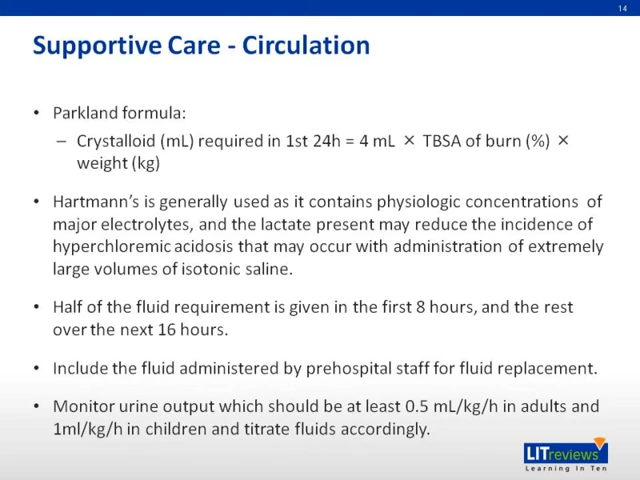 14
Supportive Care - Circulation
• Parkland formula:
– Crystalloid (mL) required in 1st 24h = 4 mL × TBSA of burn (%) ×
weight (kg)
• Hartmann's is generally used as it contains physiologic concentrations of
major electrolytes, and the lactate present may reduce the incidence of
hyperchloremic acidosis that may occur with administration of extremely
large volumes of isotonic saline.
• Half of the fluid requirement is given in the first 8 hours, and the rest
over the next 16 hours.
• Include the fluid administered by prehospital staff for fluid replacement.
• Monitor urine output which should be at least 0.5 mL/kg/h in adults and
1ml/kg/h in children and titrate fluids accordingly.
LITreviews
Learning In Ten